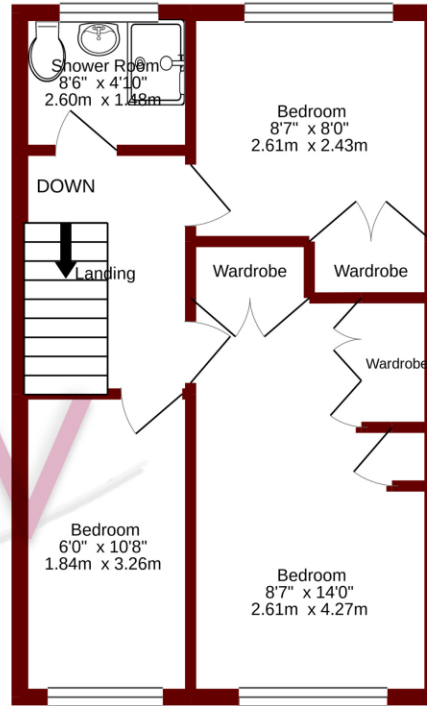 Shower Room
8'6" x 4'10"
2.60m x 1.48m
Bedroom
8'7" x 8'0"
2.61m x 2.43m
DOWN
Landing
Wardrobe
Wardrobe
Wardrobe
Bedroom
6'0" x 10'8"
1.84m x 3.26m
Bedroom
8'7" x 14'0"
2.61m x 4.27m